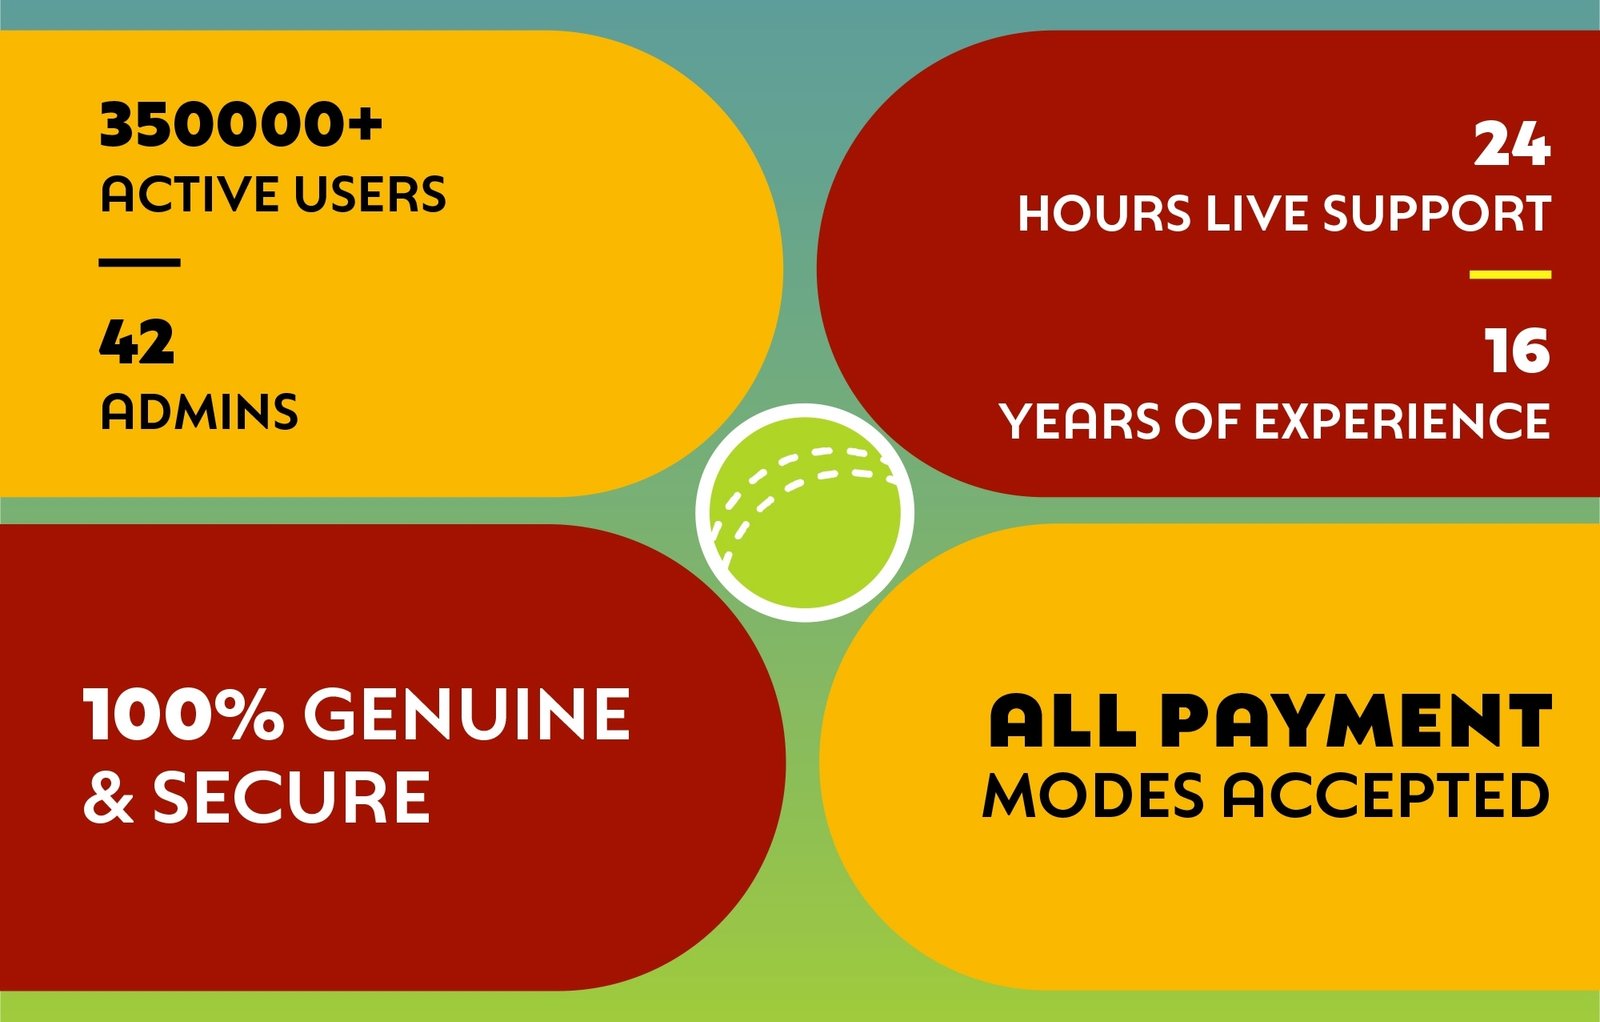 350000+
ACTIVE USERS
42
ADMINS
24
HOURS LIVE SUPPORT
16
YEARS OF EXPERIENCE
100% GENUINE
& SECURE
ALL PAYMENT
MODES ACCEPTED